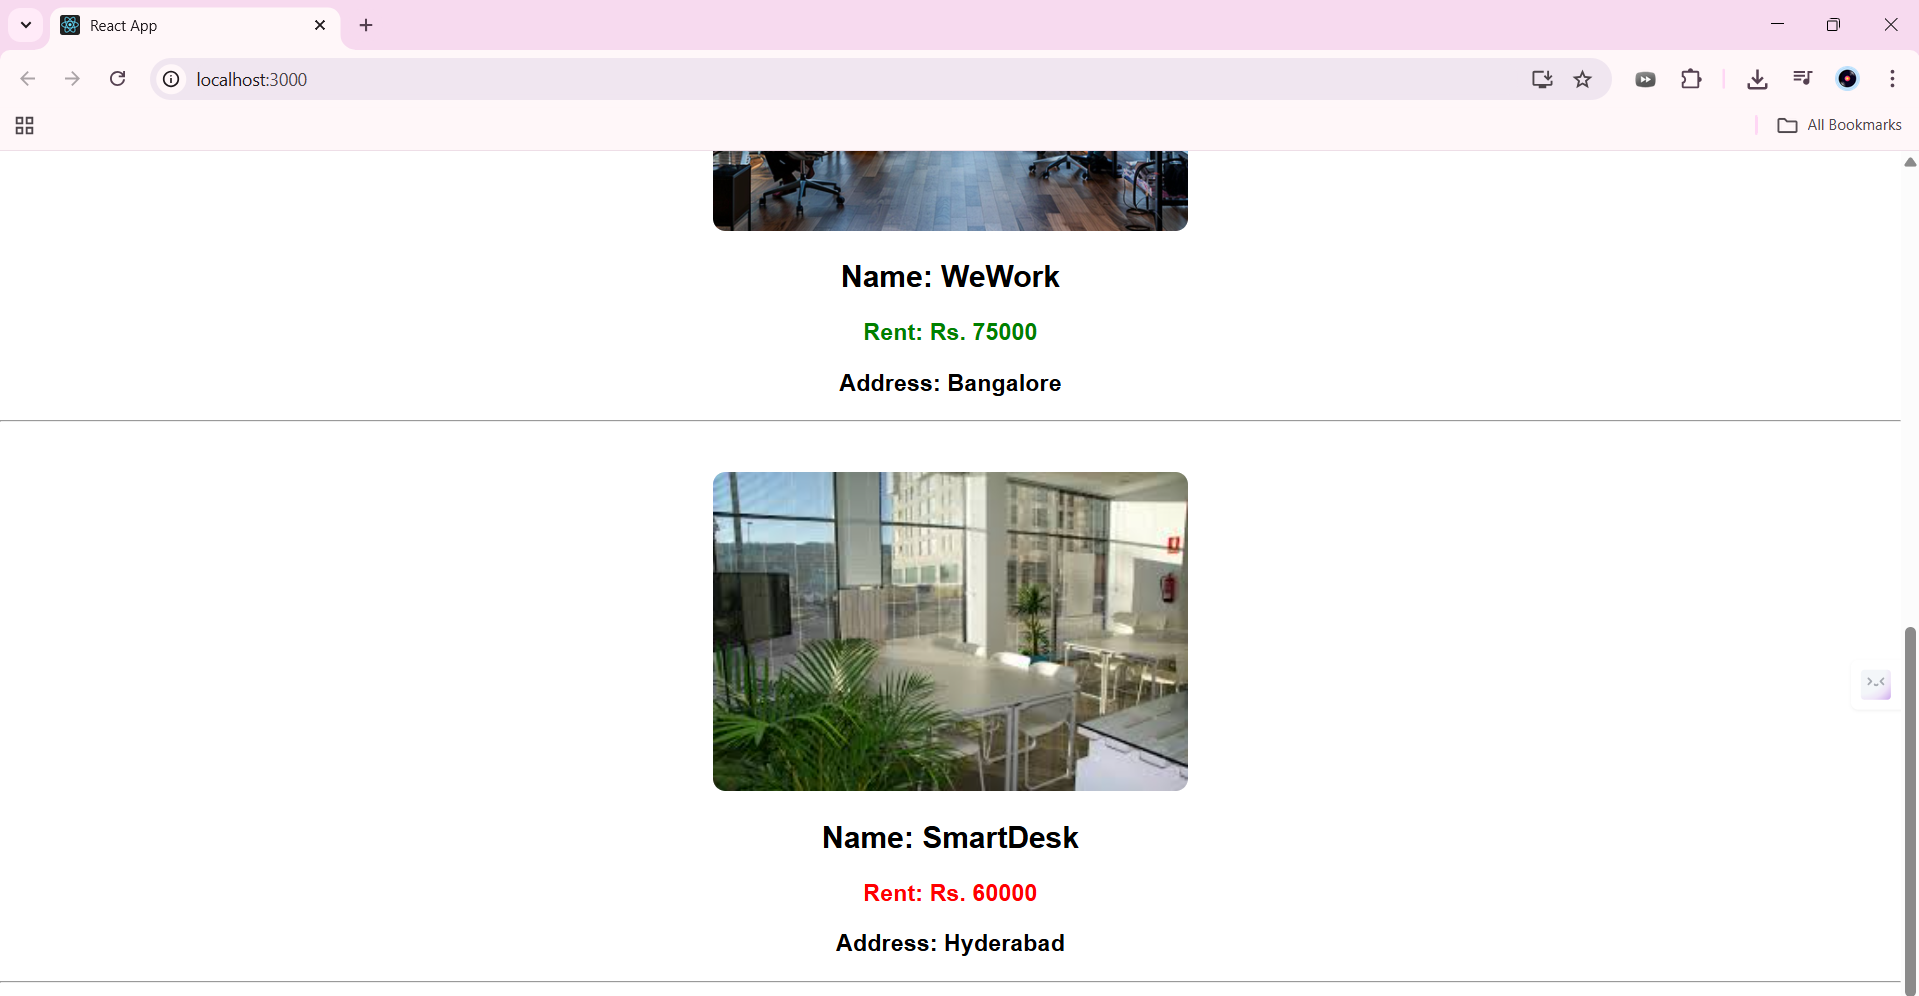 React App
localhost:3000
All Bookmarks
Name: WeWork
Rent: Rs. 75000
Address: Bangalore
Name: SmartDesk
Rent: Rs. 60000
Address: Hyderabad